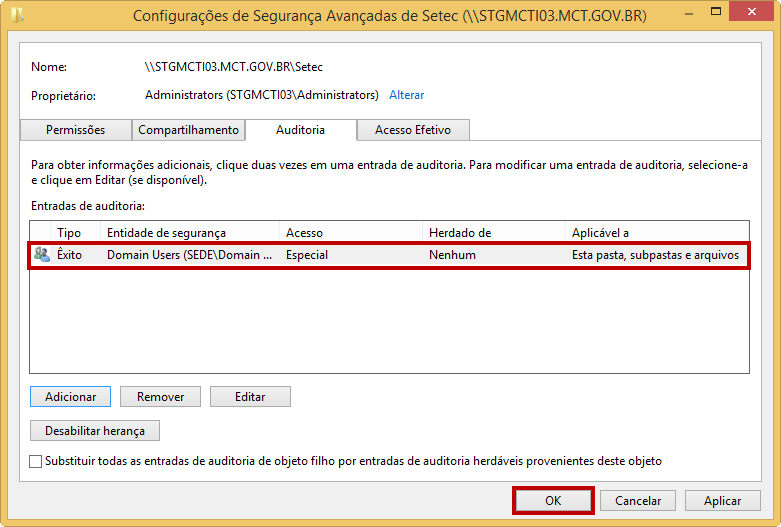 Configurações de Segurança Avançadas de Setec (\\STGMCTI03.MCT.GOV.BR)
Nome: \\STGMCTI03.MCT.GOV.BR\Setec
Proprietário: Administrators (STGMCTI03\Administrators) Alterar
Permissões Compartilhamento Auditoria Acesso Efetivo
Para obter informações adicionais, clique duas vezes em uma entrada de auditoria. Para modificar uma entrada de auditoria, selecione-a
e clique em Editar (se disponível).
Entradas de auditoria:
Tipo Entidade de segurança Acesso Herdado de Aplicável a
Êxito Domain Users (SEDE\Domain ... Especial Nenhum Esta pasta, subpastas e arquivos
Adicionar Remover Editar
Desabilitar herança
Substituir todas as entradas de auditoria de objeto filho por entradas de auditoria herdáveis provenientes deste objeto
OK Cancelar Aplicar